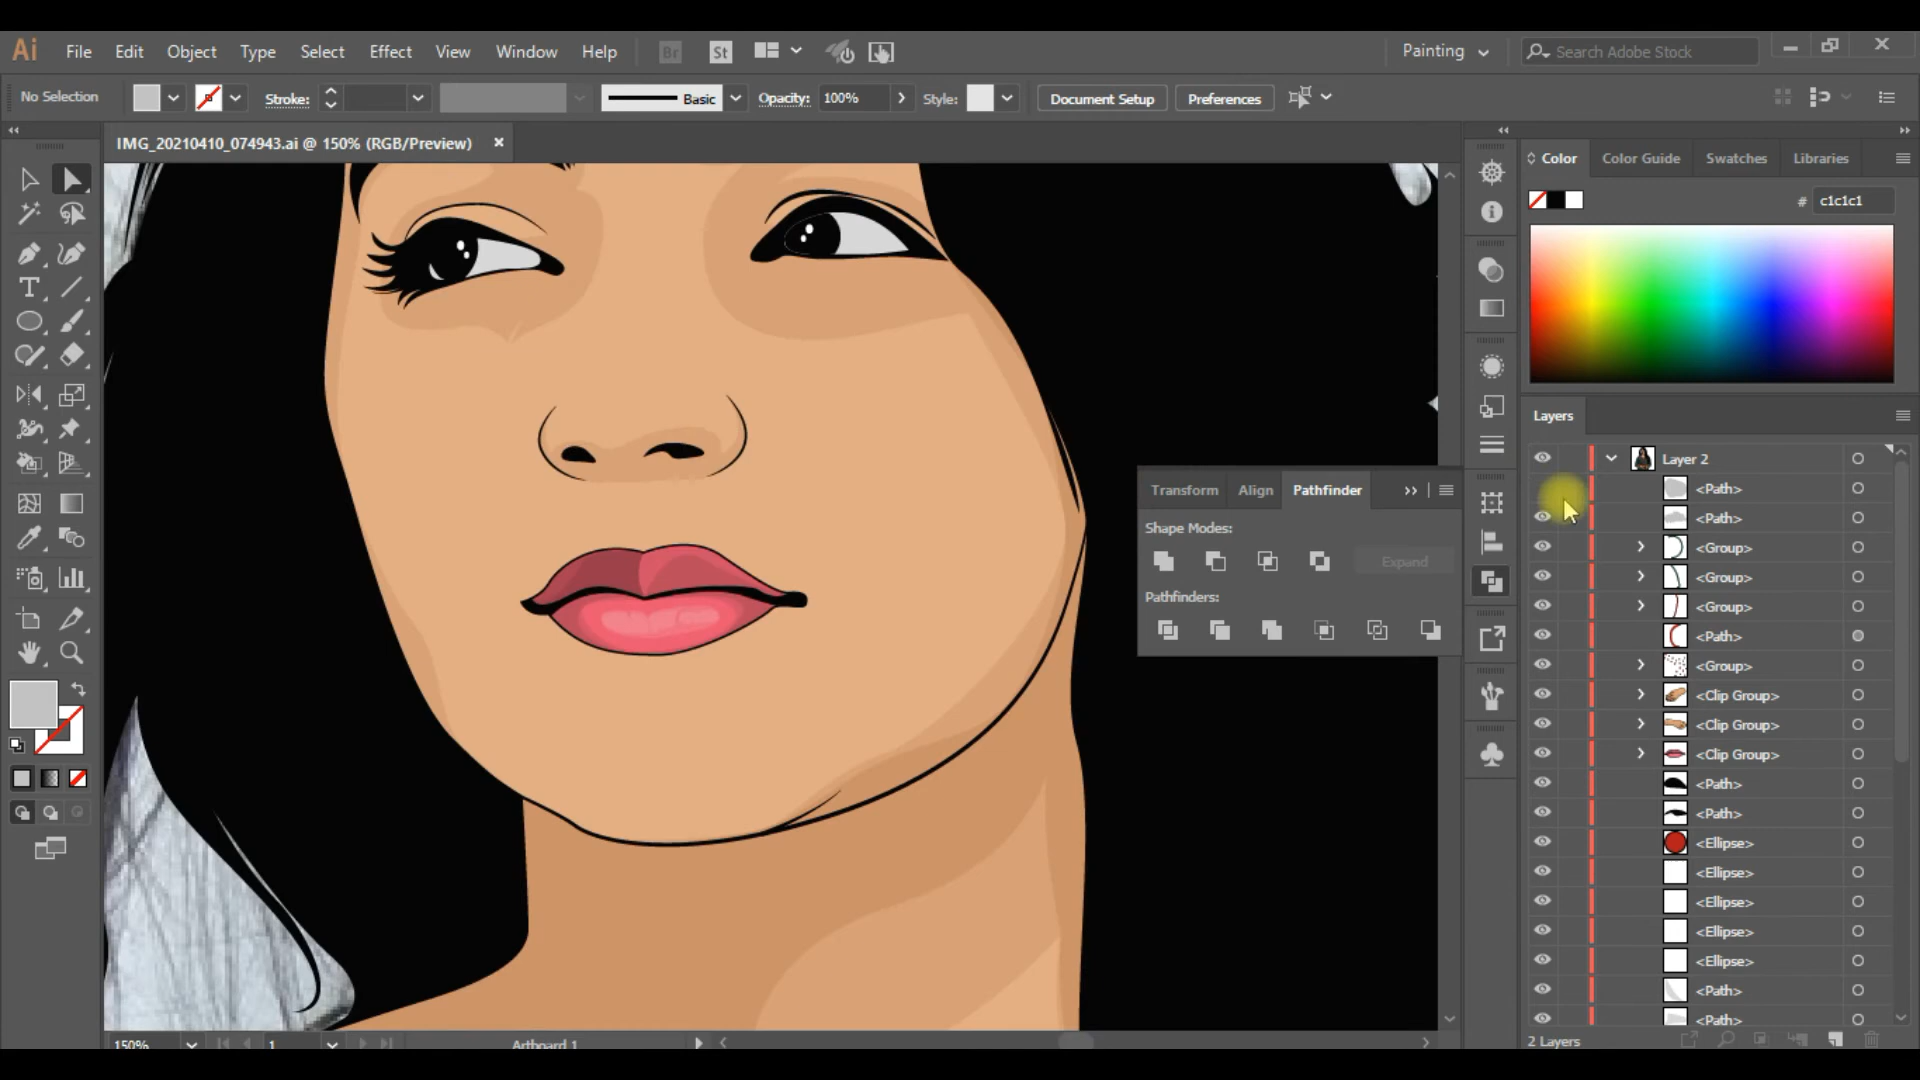 Ai File Edit Object Type Select Effect View Window Help Br St Painting Search Adobe Stock
No Selection Stroke: Basic Opacity: 100% Style: Document Setup Preferences
IMG_20210410_074943.ai @ 150% (RGB/Preview)
Color Color Guide Swatches Libraries
# c1c1c1
Layers
Layer 2
<Path>
<Path>
<Group>
<Group>
<Group>
<Path>
<Group>
<Clip Group>
<Clip Group>
<Clip Group>
<Path>
<Path>
<Ellipse>
<Ellipse>
<Ellipse>
<Ellipse>
<Ellipse>
<Path>
<Path>
2 Layers
Transform Align Pathfinder
Shape Modes:
Expand
Pathfinders:
150% 1 Artboard 1